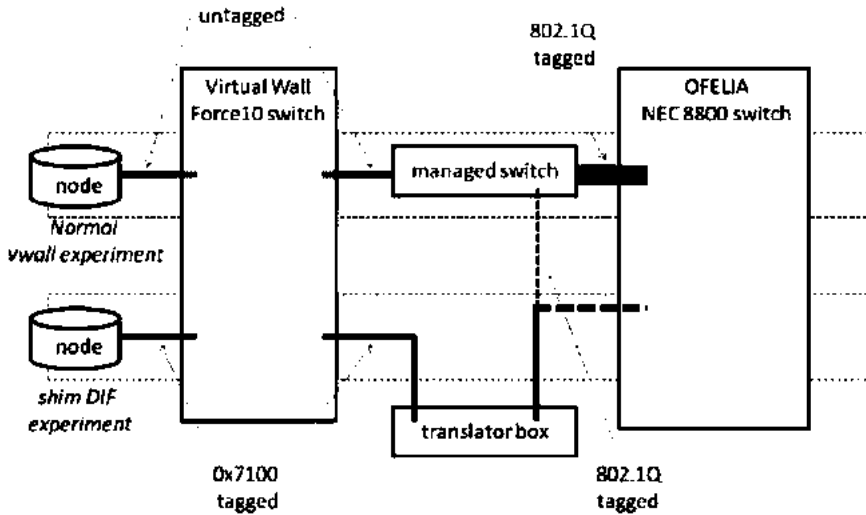 untagged
802.1Q
tagged
Virtual Wall
Force10 switch
OFELIA
NEC 8800 switch
node
managed switch
Normal
vwall experiment
node
shim DIF
experiment
translator box
0x7100
tagged
802.1Q
tagged